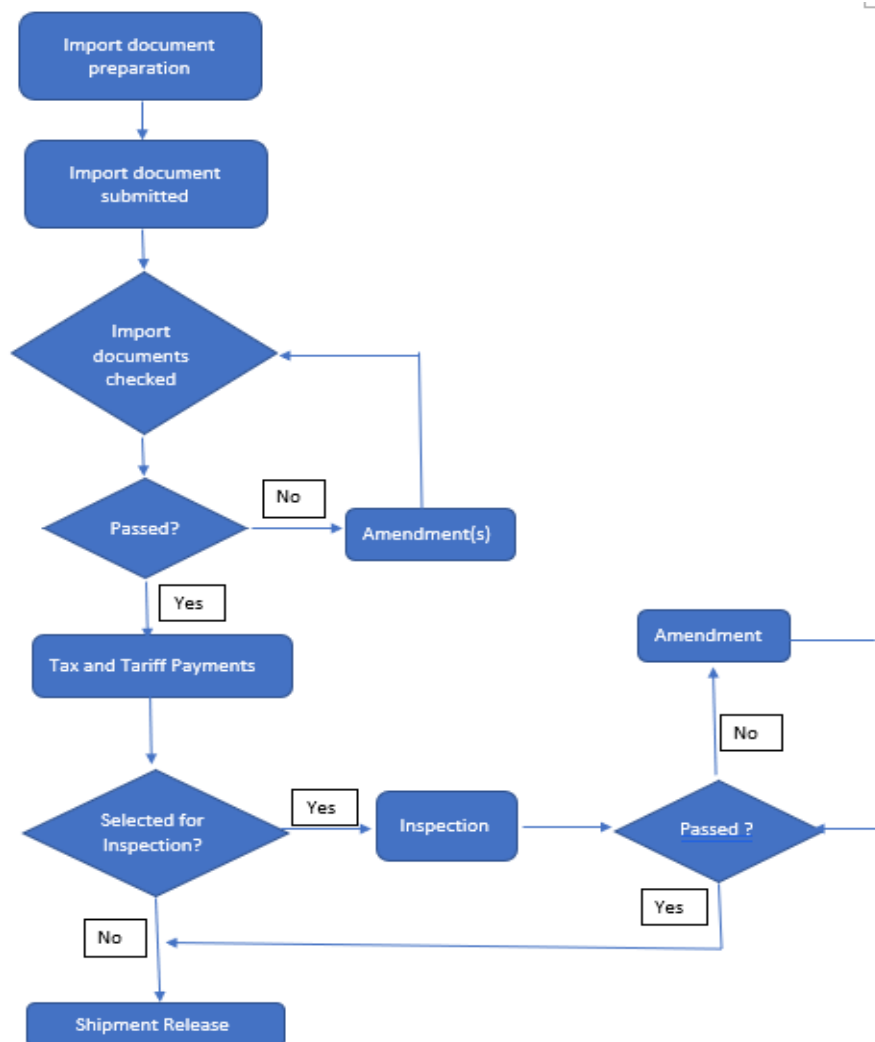 Import document
preparation
Import document
submitted
Import
documents
checked
No
Passed?
Amendment(s)
Yes
Amendment
Tax and Tariff Payments
No
Yes
Selected for
Inspection?
Inspection
Passed ?
Yes
No
Shipment Release